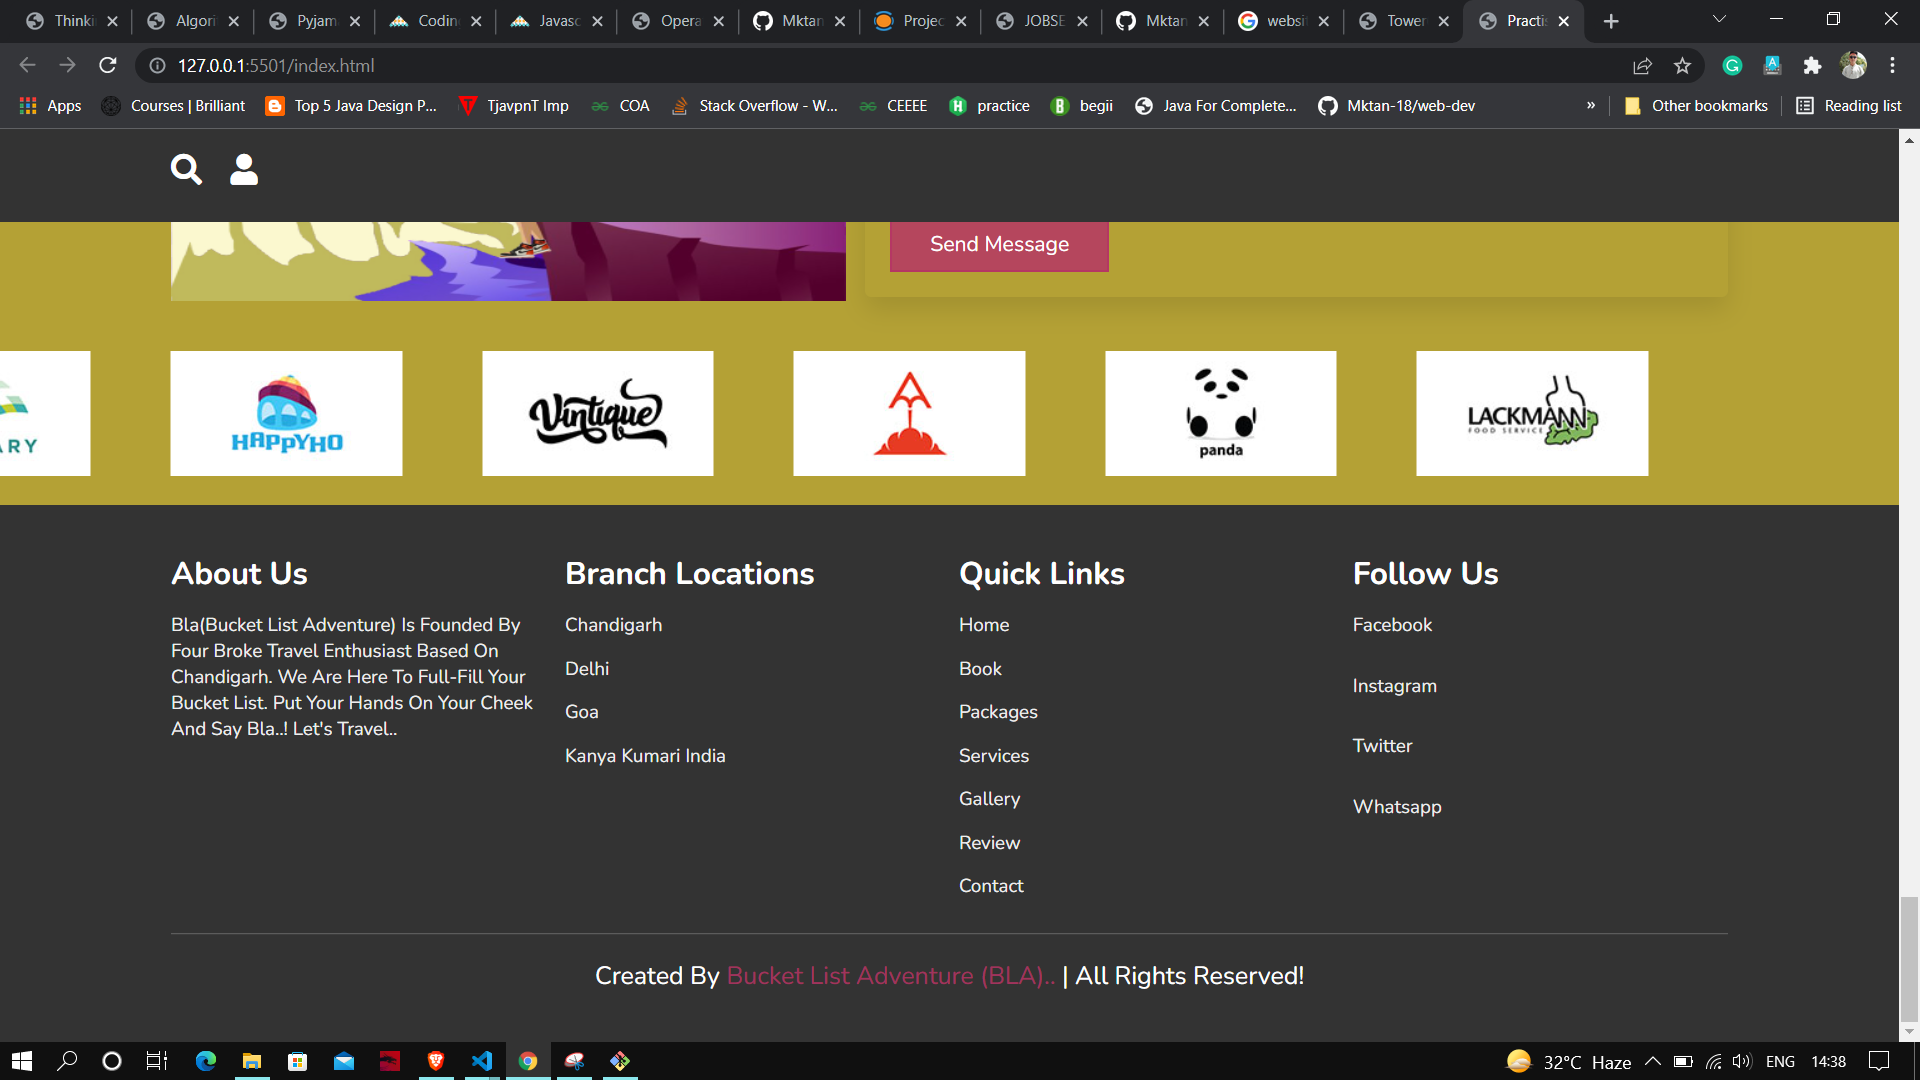 Thinki
Algori
Pyjam
Codin
Javasc
Opera
Mktan
Projec
JOBSE
Mktan
websi
Tower
Practi
127.0.0.1:5501/index.html
Apps
Courses | Brilliant
Top 5 Java Design P...
TjavpnT Imp
COA
Stack Overflow - W...
CEEEE
practice
begii
Java For Complete...
Mktan-18/web-dev
»
Other bookmarks
Reading list
Send Message
ARY
HAPPYHO
Vintique
panda
LACKMANN
FOOD SERVICE
About Us
Bla(Bucket List Adventure) Is Founded By
Four Broke Travel Enthusiast Based On
Chandigarh. We Are Here To Full-Fill Your
Bucket List. Put Your Hands On Your Cheek
And Say Bla..! Let's Travel..
Branch Locations
Chandigarh
Delhi
Goa
Kanya Kumari India
Quick Links
Home
Book
Packages
Services
Gallery
Review
Contact
Follow Us
Facebook
Instagram
Twitter
Whatsapp
Created By Bucket List Adventure (BLA).. | All Rights Reserved!
32°C Haze
ENG
14:38